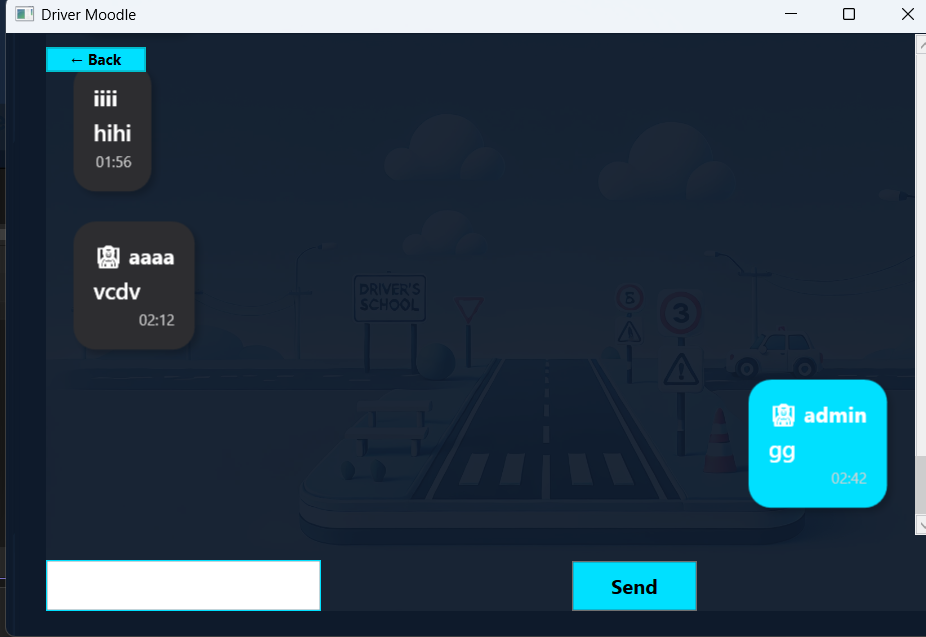 Driver Moodle
← Back
iiii
hihi
01:56
aaaa
vcdv
02:12
DRIVER'S
SCHOOL
5
3
admin
gg
02:42
Send